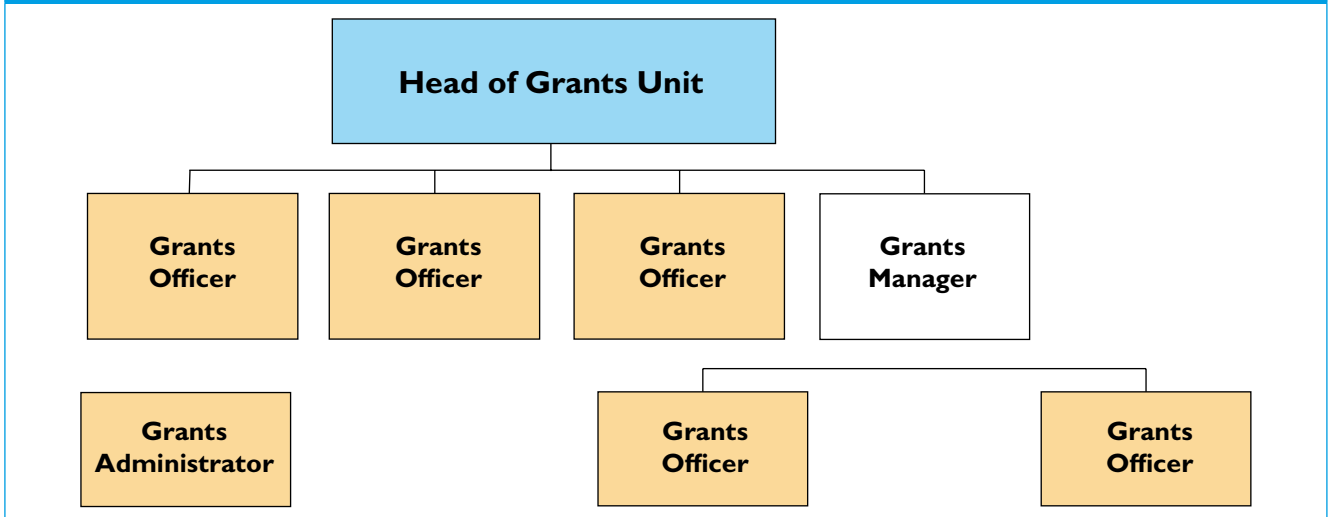 Head of Grants Unit
Grants
Officer
Grants
Officer
Grants
Officer
Grants
Manager
Grants
Administrator
Grants
Officer
Grants
Officer